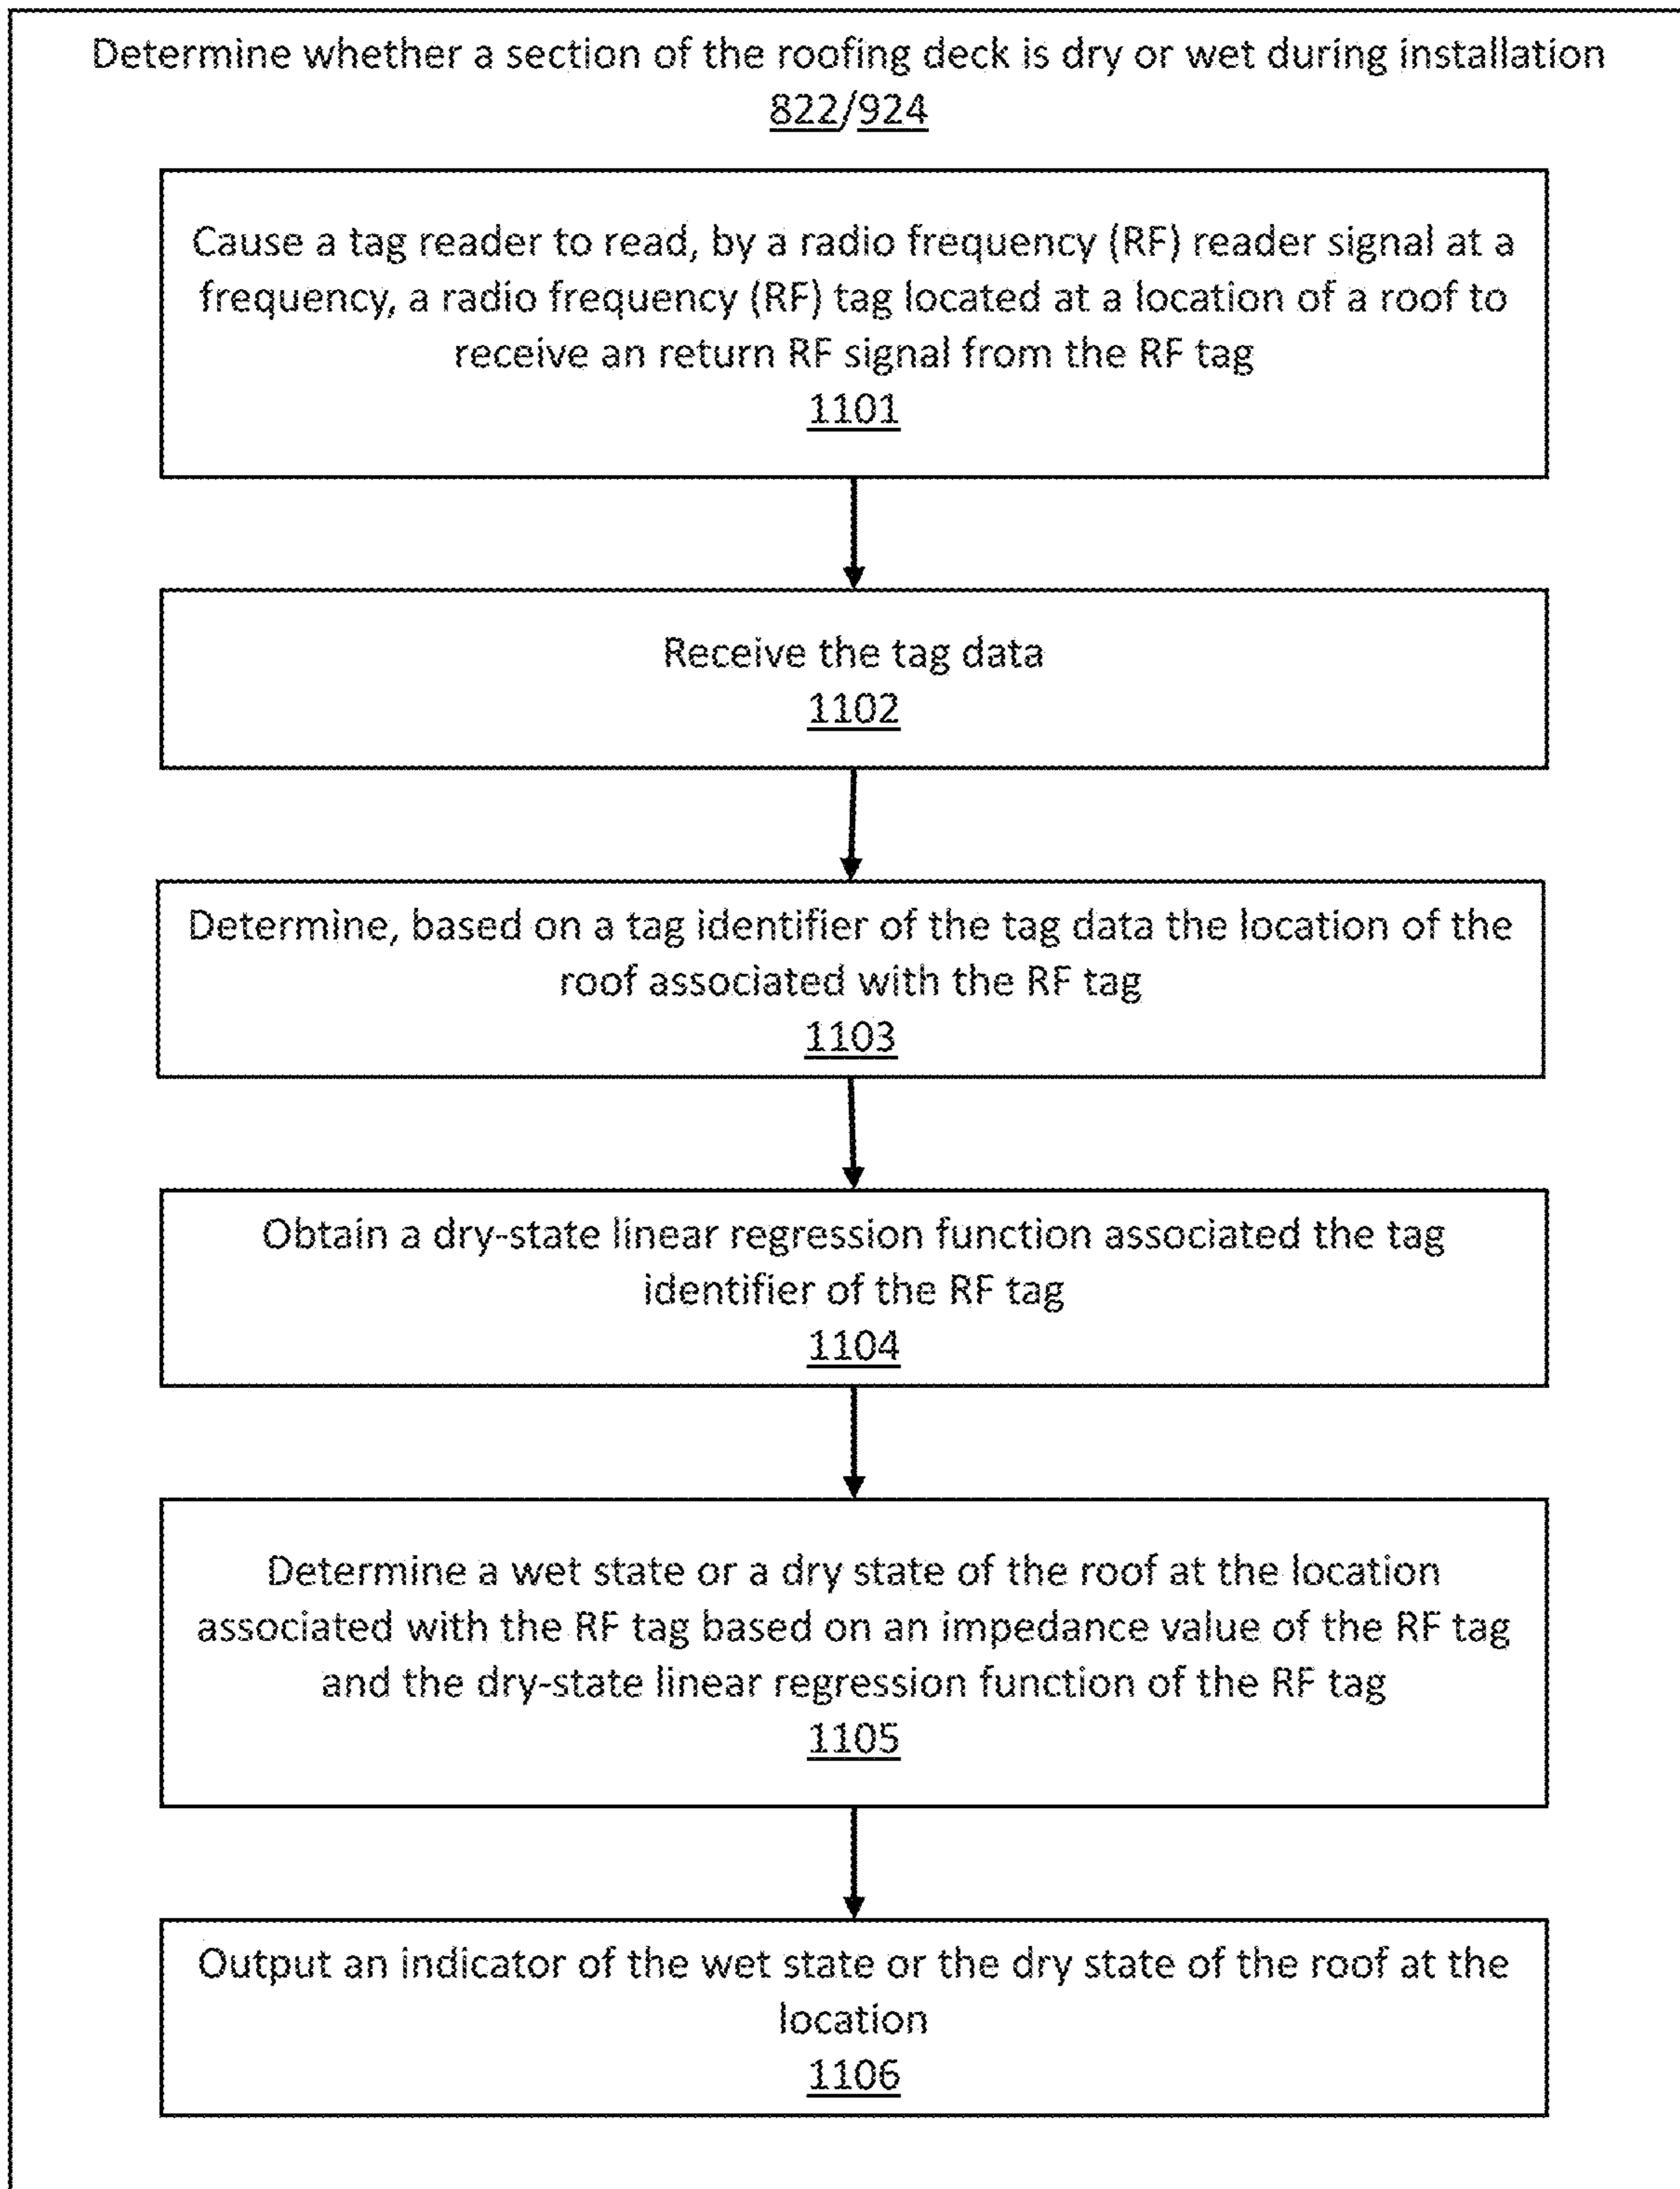 Determine whether a section of the roofing deck is dry or wet during installation
822/924
Cause a tag reader to read, by a radio frequency (RF) reader signal at a
frequency, a radio frequency (RF) tag located at a location of a roof to
receive an return RF signal from the RF tag
1101
Receive the tag data
1102
Determine, based on a tag identifier of the tag data the location of the
roof associated with the RF tag
1103
Obtain a dry-state linear regression function associated the tag
identifier of the RF tag
1104
Determine a wet state or a dry state of the roof at the location
associated with the RF tag based on an impedance value of the RF tag
and the dry-state linear regression function of the RF tag
1105
Output an indicator of the wet state or the dry state of the roof at the
location
1106